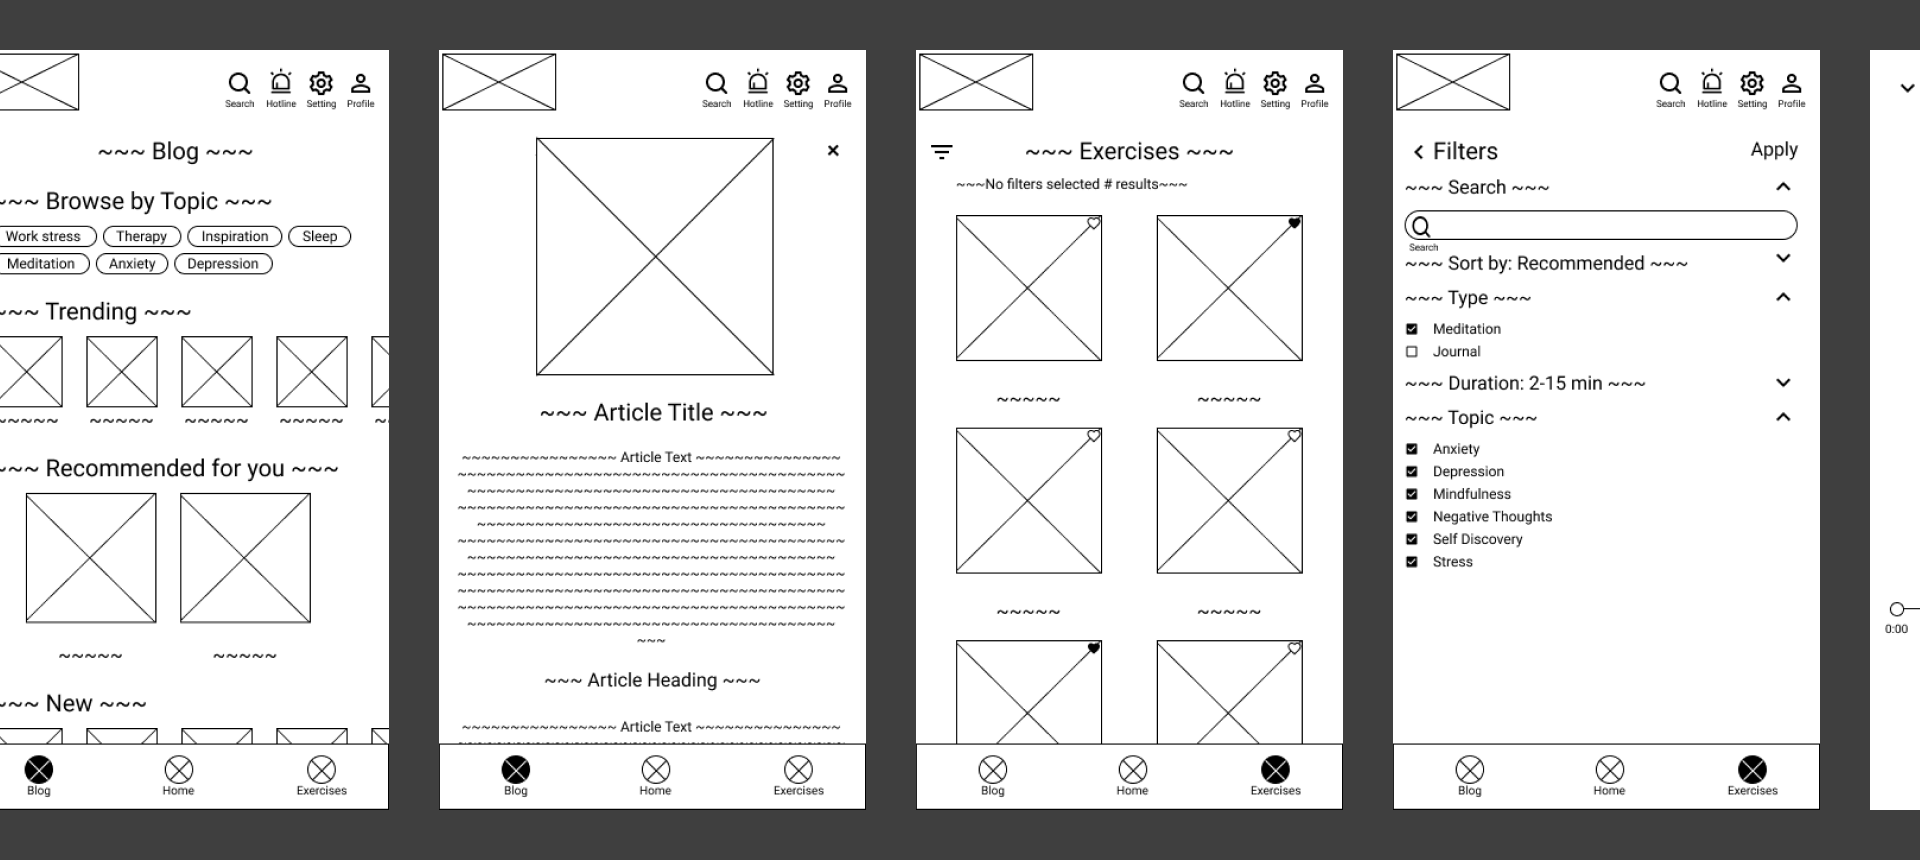 Search Hotline Setting Profile
~~~ Blog ~~~
~~~ Browse by Topic ~~~
Work stress Therapy Inspiration Sleep
Meditation Anxiety Depression
~~~ Trending ~~~
~~~ Recommended for you ~~~
~~~ New ~~~
Blog Home Exercises
Search Hotline Setting Profile
×
~~~ Article Title ~~~
~~~~~~~~~~~~~~~~ Article Text ~~~~~~~~~~~~~~~
~~~ Article Heading ~~~
~~~~~~~~~~~~~~~~ Article Text ~~~~~~~~~~~~~~~
Blog Home Exercises
Search Hotline Setting Profile
~~~ Exercises ~~~
~~~No filters selected # results~~~
Blog Home Exercises
Search Hotline Setting Profile
Filters Apply
~~~ Search ~~~
Search
~~~ Sort by: Recommended ~~~
~~~ Type ~~~
Meditation
Journal
~~~ Duration: 2-15 min ~~~
~~~ Topic ~~~
Anxiety
Depression
Mindfulness
Negative Thoughts
Self Discovery
Stress
Blog Home Exercises
0:00